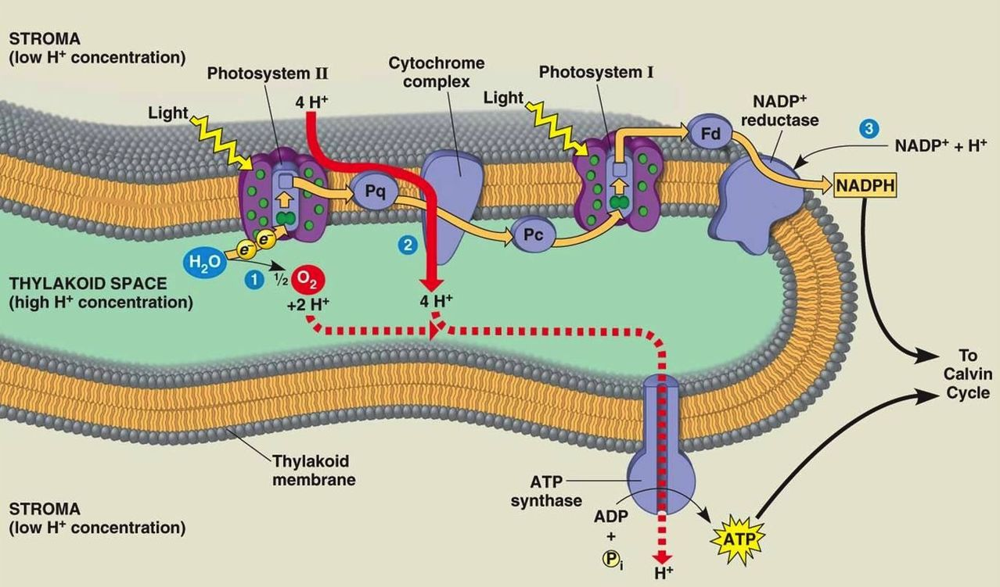 STROMA
(low H⁺ concentration)
Photosystem II
4 H⁺
Light
Cytochrome
complex
Photosystem I
Light
NADP⁺
reductase
Fd
3
NADP⁺ + H⁺
NADPH
Pq
Pc
e⁻
e⁻
H₂O
2
1
½
O₂
+2 H⁺
4 H⁺
THYLAKOID SPACE
(high H⁺ concentration)
To
Calvin
Cycle
Thylakoid
membrane
ATP
synthase
STROMA
(low H⁺ concentration)
ADP
+
Pi
ATP
H⁺